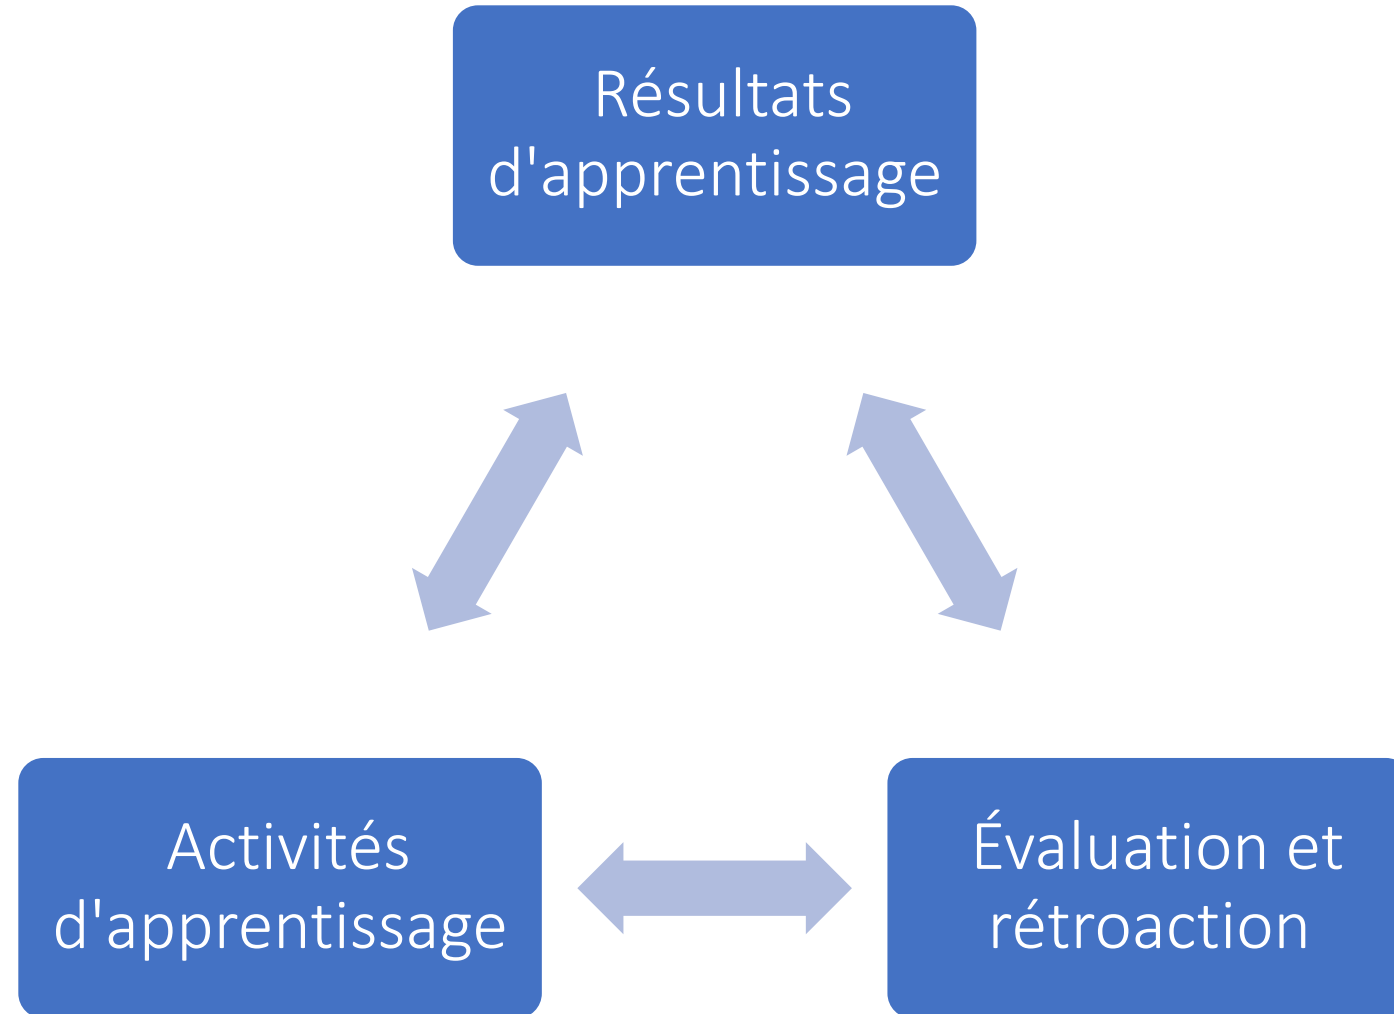 Résultats
d'apprentissage
Activités
d'apprentissage
Évaluation et
rétroaction